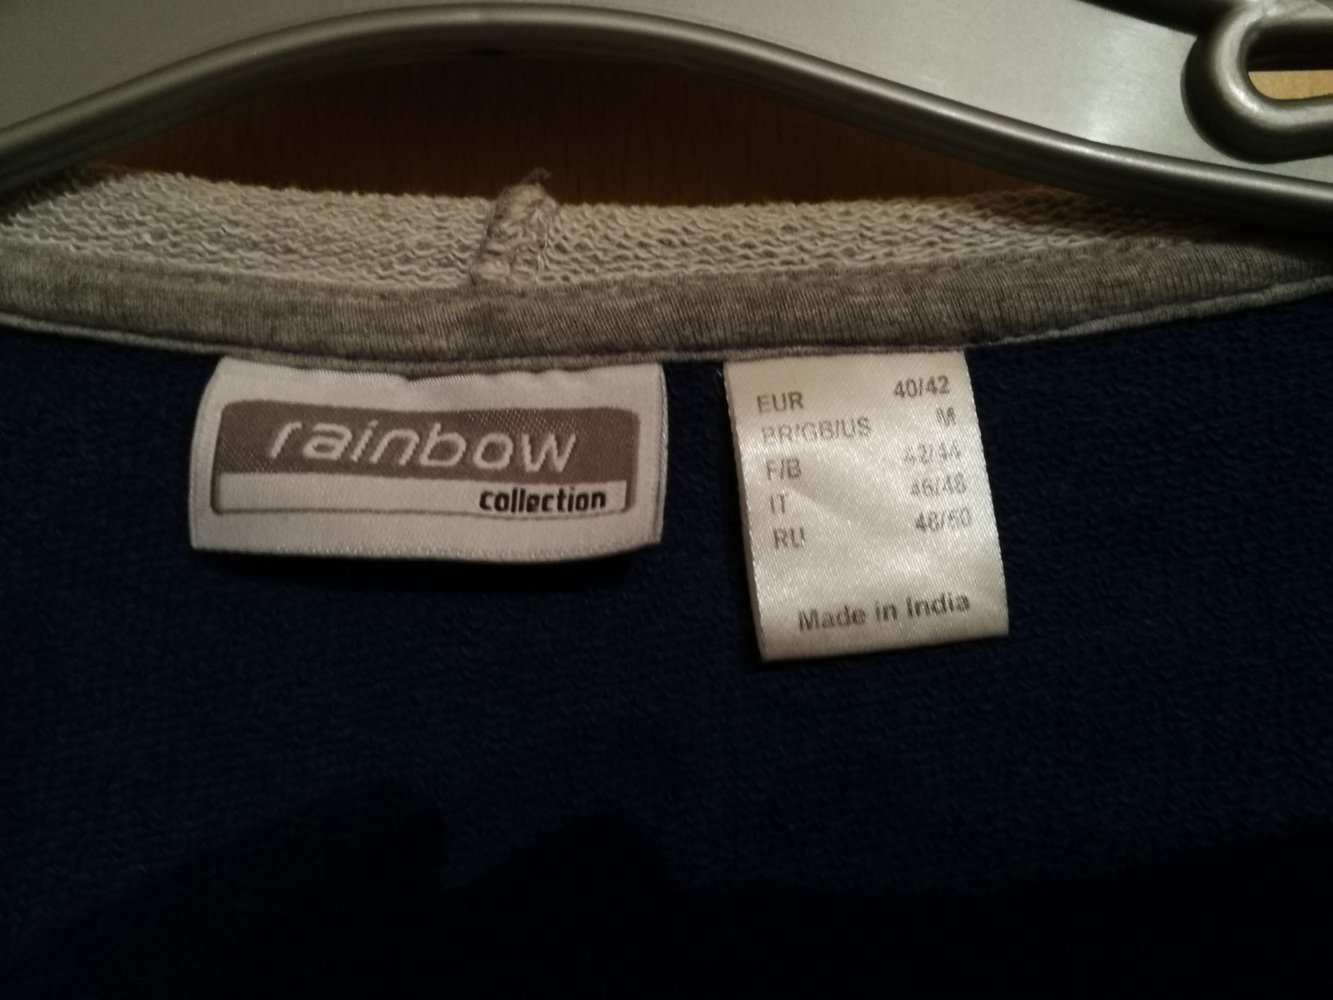 rainbow
collection
EUR 40/42
BR/GB/US M
F/B 42/44
IT 46/48
RU 48/50
Made in India